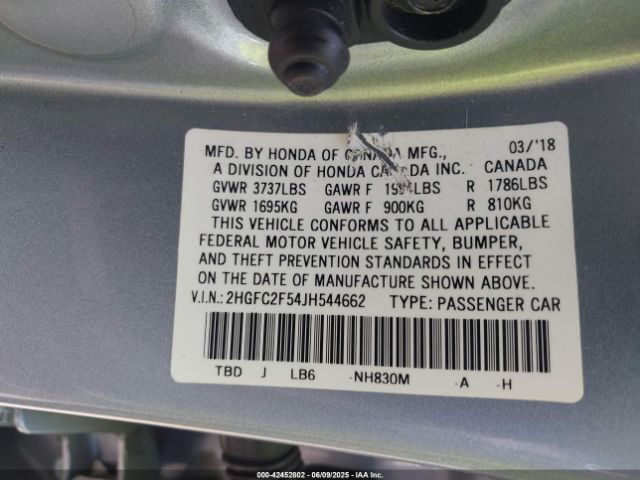 MFD. BY HONDA OF CANADA MFG., 03/'18
A DIVISION OF HONDA CANADA INC. CANADA
GVWR 3737LBS GAWR F LBS R 1786LBS
GVWR 1695KG GAWR F 900KG R 810KG
THIS VEHICLE CONFORMS TO ALL APPLICABLE
FEDERAL MOTOR VEHICLE SAFETY, BUMPER,
AND THEFT PREVENTION STANDARDS IN EFFECT
ON THE DATE OF MANUFACTURE SHOWN ABOVE.
V.I.N.: 2HGFC2F54JH544662 TYPE: PASSENGER CAR
TBD J LB6 -NH830M -A -H
000-42452802 06/09/2025 IAAI.COM